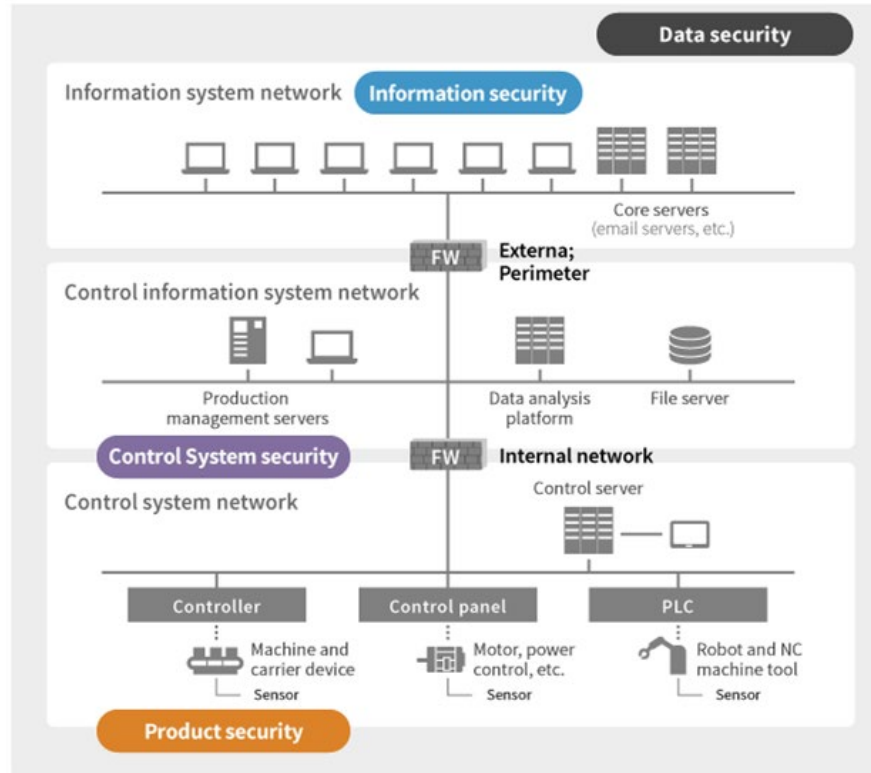 Data security
Information system network
Information security
Core servers
(email servers, etc.)
FW
Externa;
Perimeter
Control information system network
Production
management servers
Data analysis
platform
File server
Control System security
FW
Internal network
Control system network
Control server
Controller
Control panel
PLC
Machine and
carrier device
Sensor
Motor, power
control, etc.
Sensor
Robot and NC
machine tool
Sensor
Product security